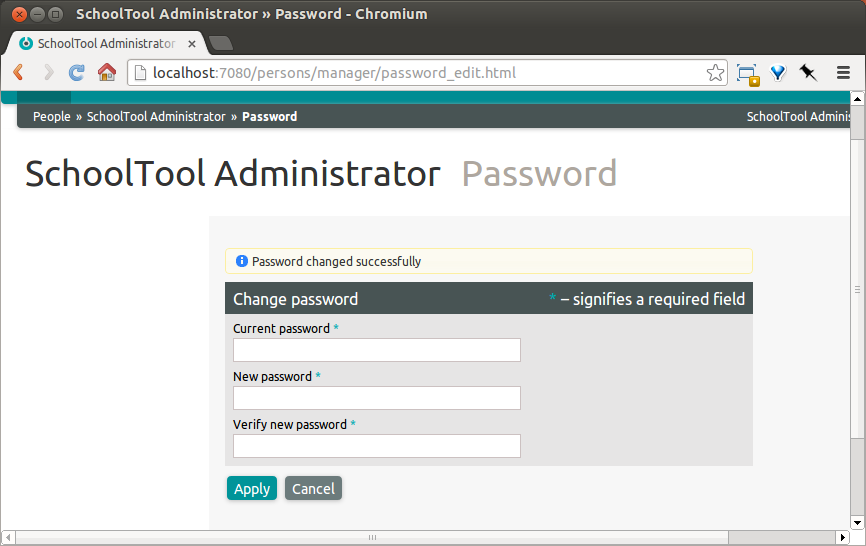 SchoolTool Administrator » Password - Chromium
SchoolTool Administrator
localhost:7080/persons/manager/password_edit.html
People » SchoolTool Administrator » Password
SchoolTool Adminis
SchoolTool Administrator Password
Password changed successfully
Change password
* – signifies a required field
Current password *
New password *
Verify new password *
Apply
Cancel